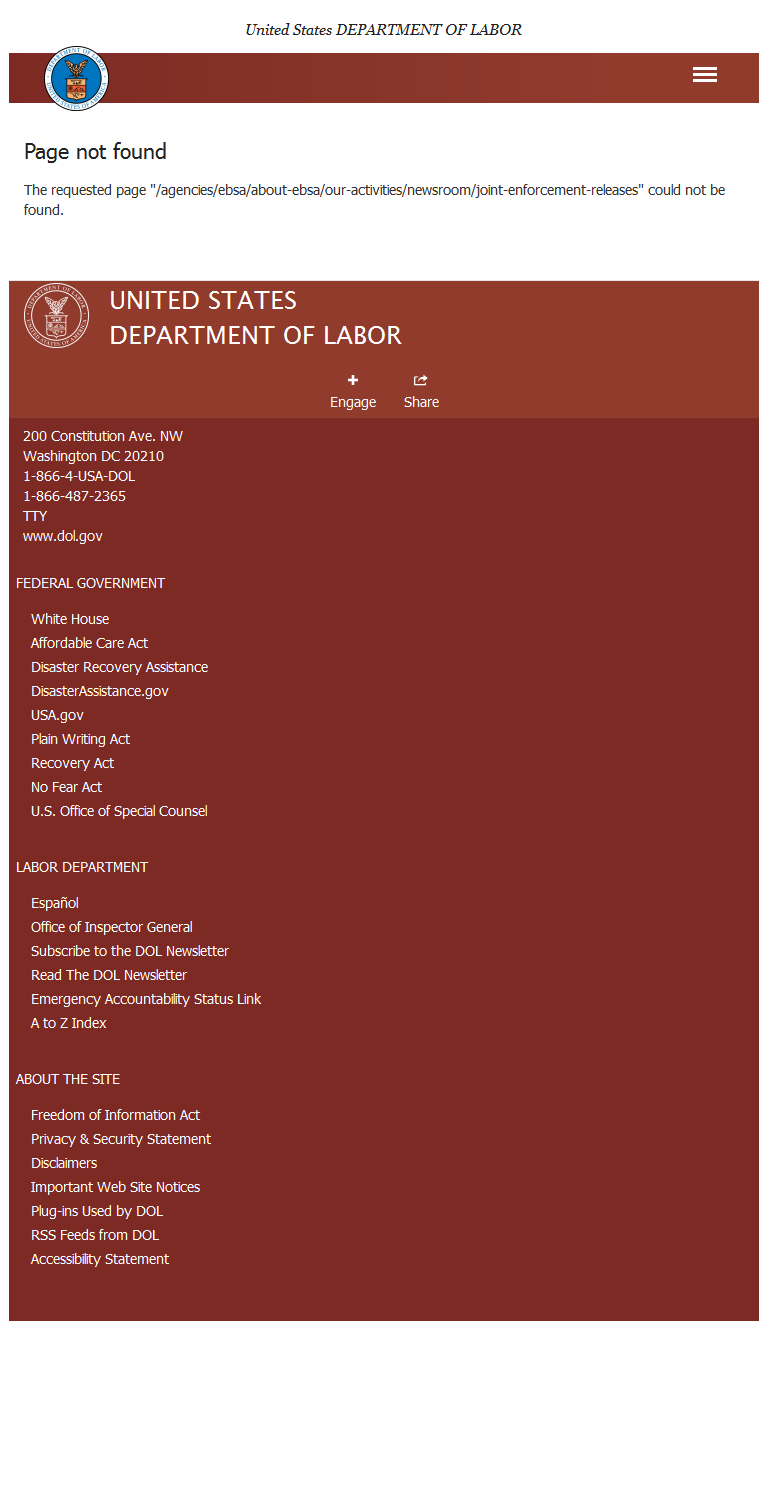 United States DEPARTMENT OF LABOR
Page not found
The requested page "/agencies/ebsa/about-ebsa/our-activities/newsroom/joint-enforcement-releases" could not be
found.
UNITED STATES
DEPARTMENT OF LABOR
Engage Share
200 Constitution Ave. NW
Washington DC 20210
1-866-4-USA-DOL
1-866-487-2365
TTY
www.dol.gov
FEDERAL GOVERNMENT
White House
Affordable Care Act
Disaster Recovery Assistance
DisasterAssistance.gov
USA.gov
Plain Writing Act
Recovery Act
No Fear Act
U.S. Office of Special Counsel
LABOR DEPARTMENT
Español
Office of Inspector General
Subscribe to the DOL Newsletter
Read The DOL Newsletter
Emergency Accountability Status Link
A to Z Index
ABOUT THE SITE
Freedom of Information Act
Privacy & Security Statement
Disclaimers
Important Web Site Notices
Plug-ins Used by DOL
RSS Feeds from DOL
Accessibility Statement